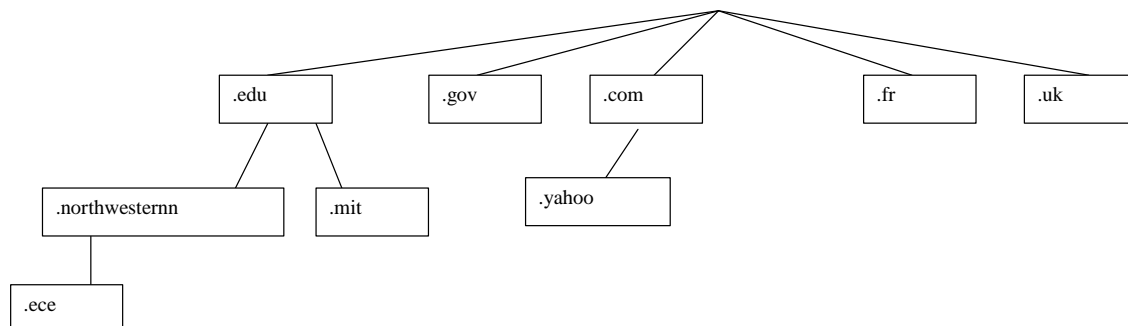 .edu
.gov
.com
.fr
.uk
.northwesternn
.mit
.yahoo
.ece